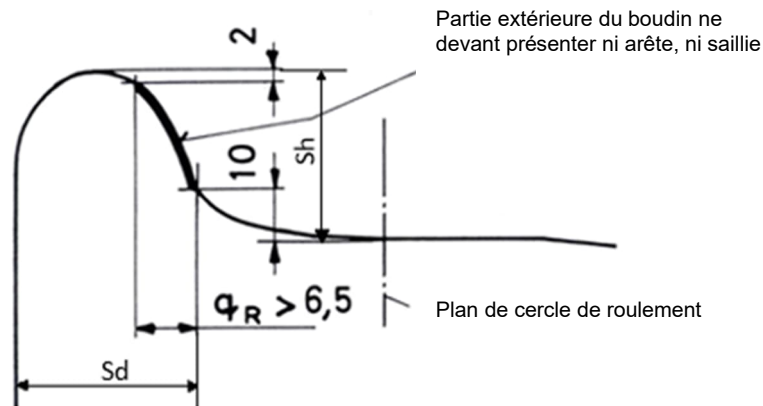 Partie extérieure du boudin ne
devant présenter ni arête, ni saillie
2
10
Sh
qR > 6,5
Plan de cercle de roulement
Sd